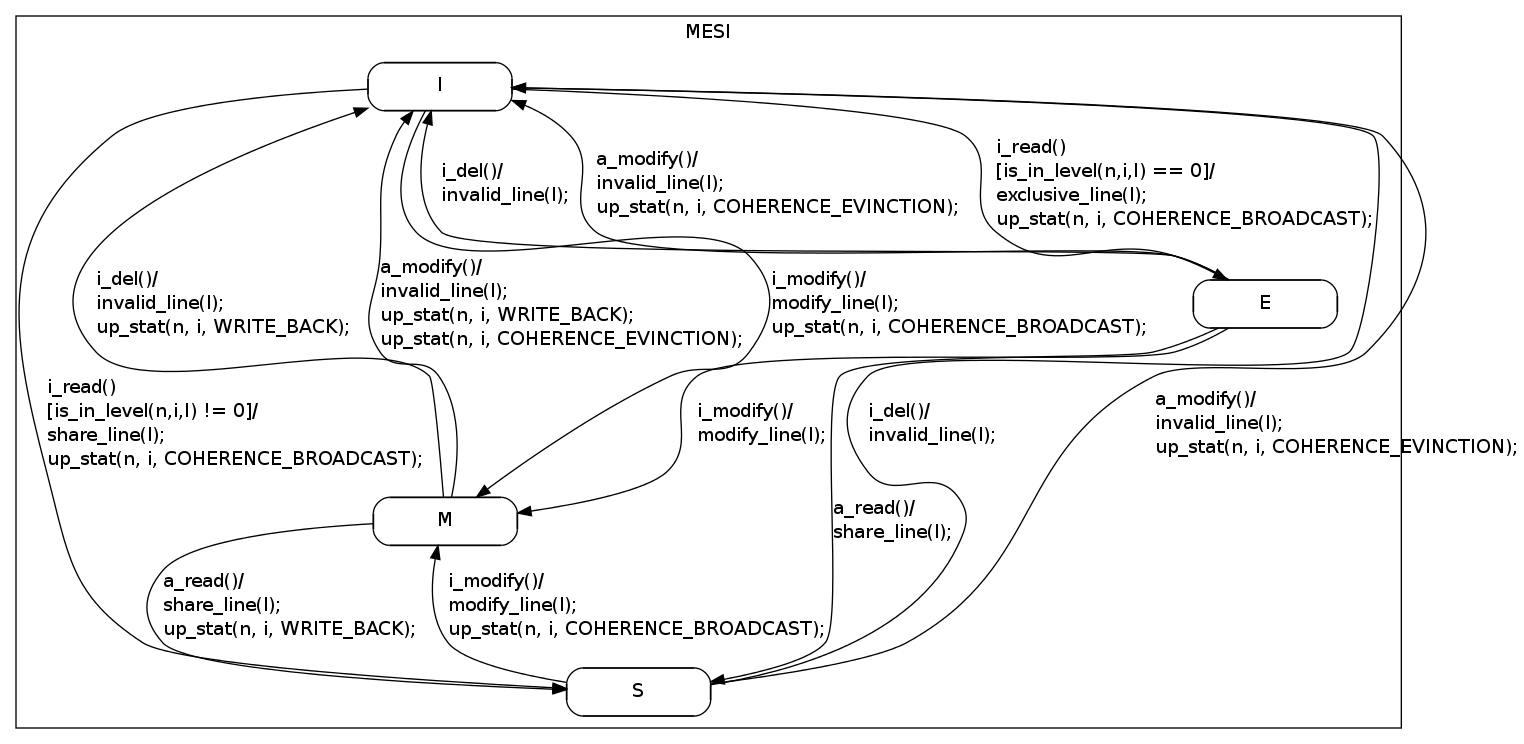 MESI
I
i_del()/
invalid_line(l);
a_modify()/
invalid_line(l);
up_stat(n, i, COHERENCE_EVINCTION);
i_read()
[is_in_level(n,i,l) == 0]/
exclusive_line(l);
up_stat(n, i, COHERENCE_BROADCAST);
i_del()/
invalid_line(l);
up_stat(n, i, WRITE_BACK);
a_modify()/
invalid_line(l);
up_stat(n, i, WRITE_BACK);
up_stat(n, i, COHERENCE_EVINCTION);
i_modify()/
modify_line(l);
up_stat(n, i, COHERENCE_BROADCAST);
E
i_read()
[is_in_level(n,i,l) != 0]/
share_line(l);
up_stat(n, i, COHERENCE_BROADCAST);
i_modify()/
modify_line(l);
i_del()/
invalid_line(l);
a_modify()/
invalid_line(l);
up_stat(n, i, COHERENCE_EVINCTION);
M
a_read()/
share_line(l);
a_read()/
share_line(l);
up_stat(n, i, WRITE_BACK);
i_modify()/
modify_line(l);
up_stat(n, i, COHERENCE_BROADCAST);
S